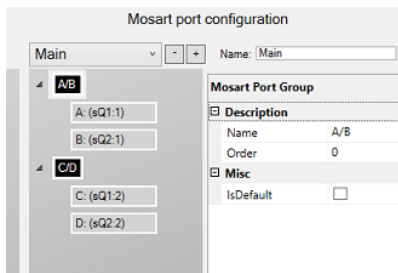 Mosart port configuration
Main - + Name: Main
A/B
A: (sQ1:1)
B: (sQ2:1)
C/D
C: (sQ1:2)
D: (sQ2:2)
Mosart Port Group
Description
Name A/B
Order 0
Misc
IsDefault